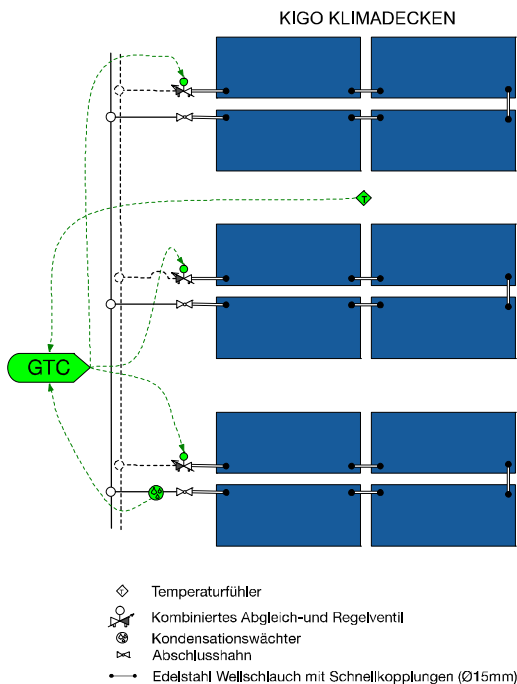 KIGO KLIMADECKEN
T
GTC
T
Temperaturfühler
Kombiniertes Abgleich-und Regelventil
Kondensationswächter
Abschlusshahn
Edelstahl Wellschlauch mit Schnellkopplungen (Ø15mm)